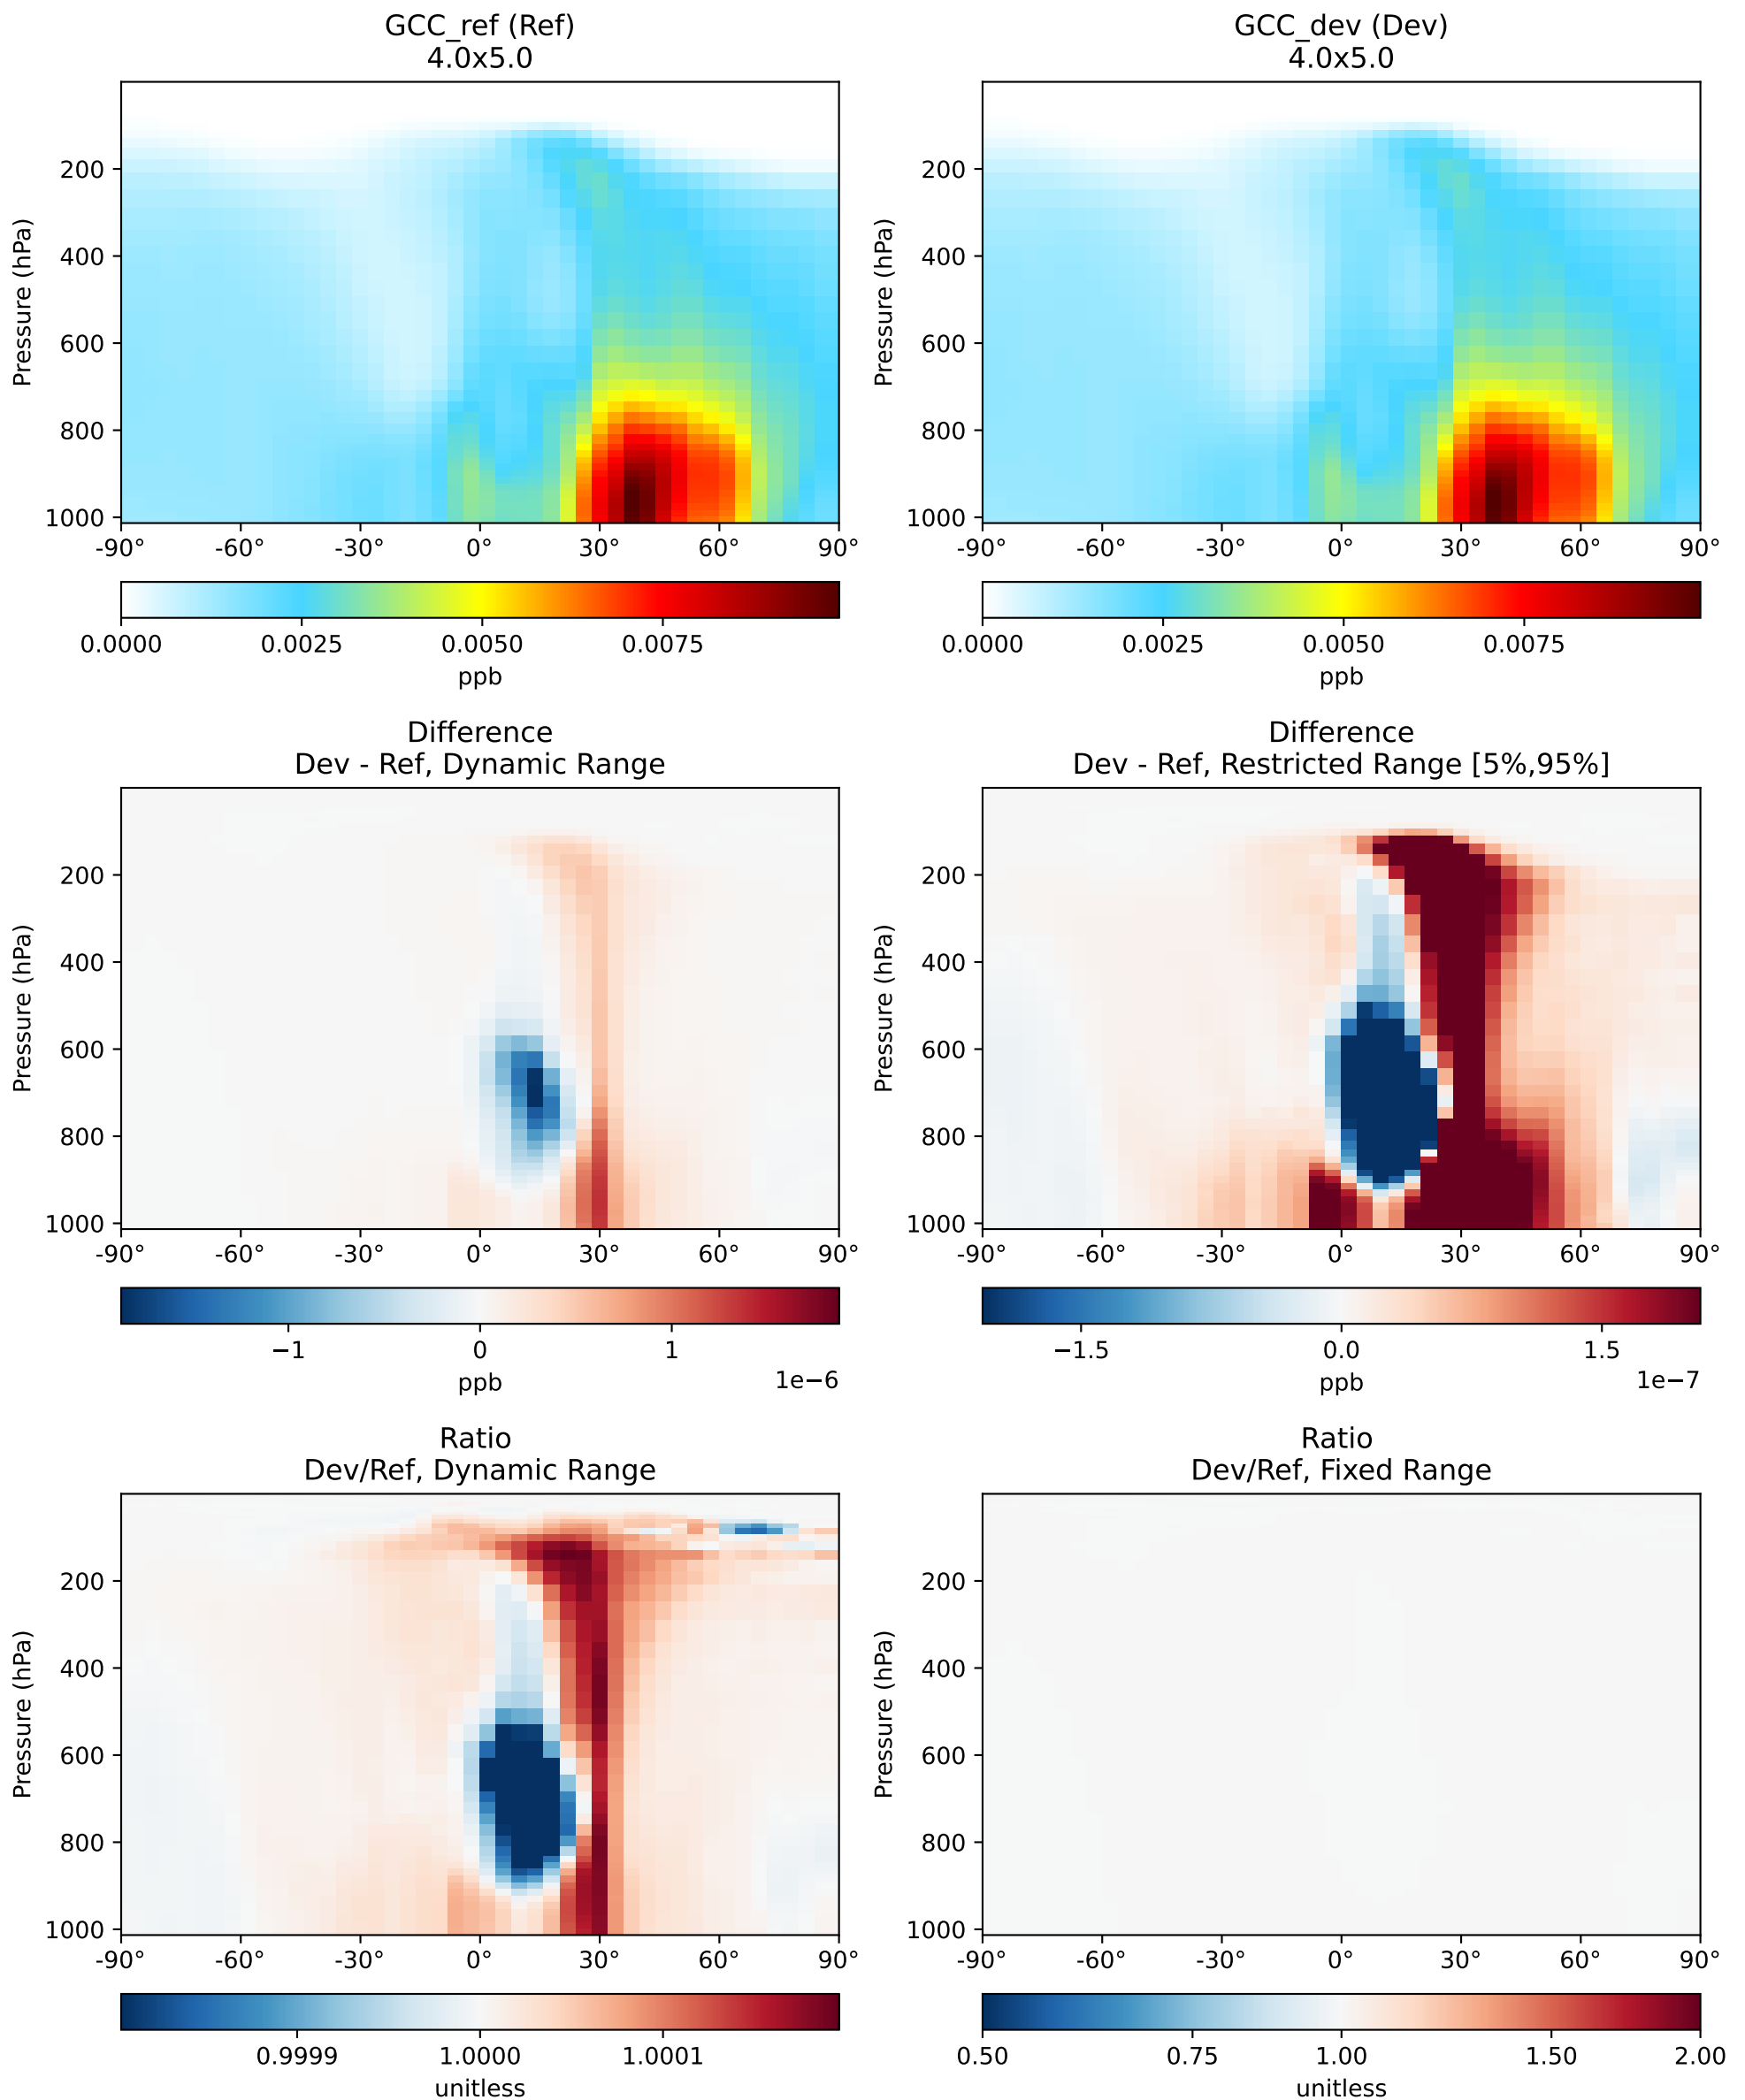 GCC_ref (Ref)
4.0x5.0
Pressure (hPa)
200
400
600
800
1000
-90° -60° -30° 0° 30° 60° 90°
0.0000 0.0025 0.0050 0.0075
ppb
GCC_dev (Dev)
4.0x5.0
Pressure (hPa)
200
400
600
800
1000
-90° -60° -30° 0° 30° 60° 90°
0.0000 0.0025 0.0050 0.0075
ppb
Difference
Dev - Ref, Dynamic Range
Pressure (hPa)
200
400
600
800
1000
-90° -60° -30° 0° 30° 60° 90°
−1 0 1
ppb 1e−6
Difference
Dev - Ref, Restricted Range [5%,95%]
Pressure (hPa)
200
400
600
800
1000
-90° -60° -30° 0° 30° 60° 90°
−1.5 0.0 1.5
ppb 1e−7
Ratio
Dev/Ref, Dynamic Range
Pressure (hPa)
200
400
600
800
1000
-90° -60° -30° 0° 30° 60° 90°
0.9999 1.0000 1.0001
unitless
Ratio
Dev/Ref, Fixed Range
Pressure (hPa)
200
400
600
800
1000
-90° -60° -30° 0° 30° 60° 90°
0.50 0.75 1.00 1.50 2.00
unitless